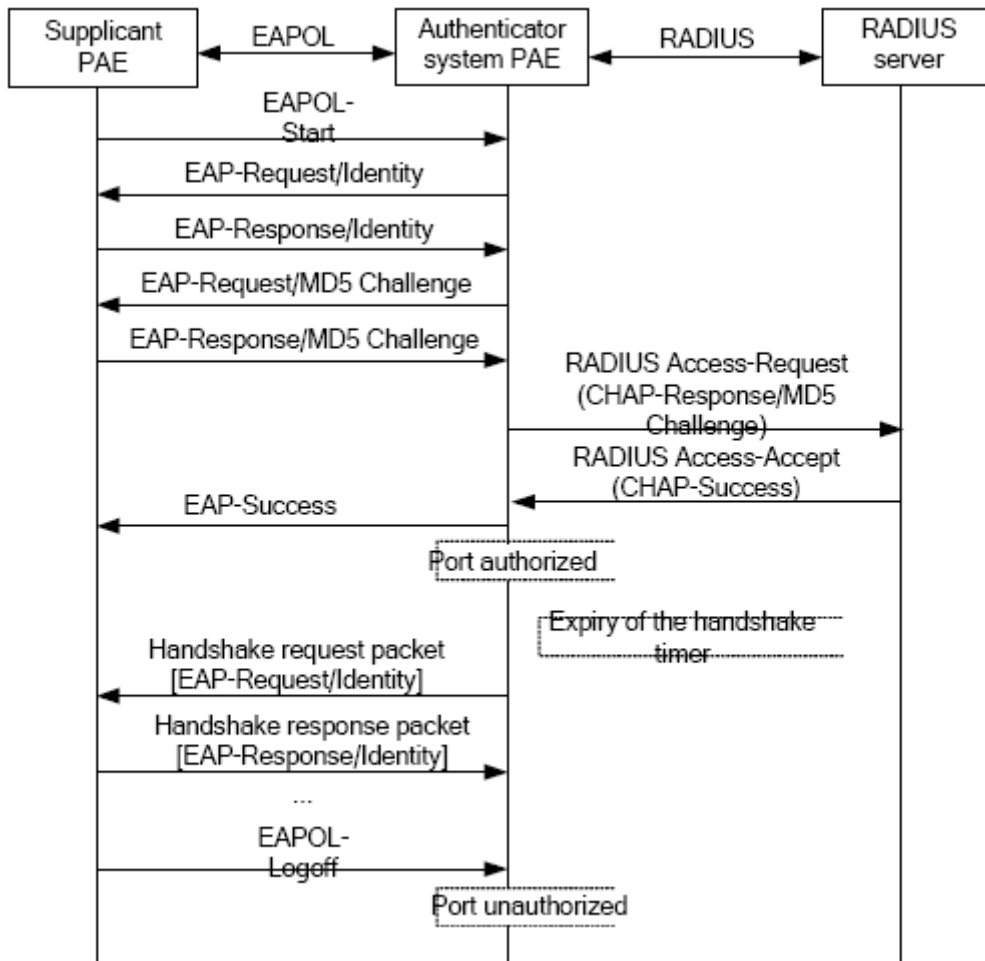 Supplicant
PAE
EAPOL
Authenticator
system PAE
RADIUS
RADIUS
server
EAPOL-
Start
EAP-Request/Identity
EAP-Response/Identity
EAP-Request/MD5 Challenge
EAP-Response/MD5 Challenge
RADIUS Access-Request
(CHAP-Response/MD5
Challenge)
RADIUS Access-Accept
(CHAP-Success)
EAP-Success
Port authorized
Expiry of the handshake
timer
Handshake request packet
[EAP-Request/Identity]
Handshake response packet
[EAP-Response/Identity]
...
EAPOL-
Logoff
Port unauthorized